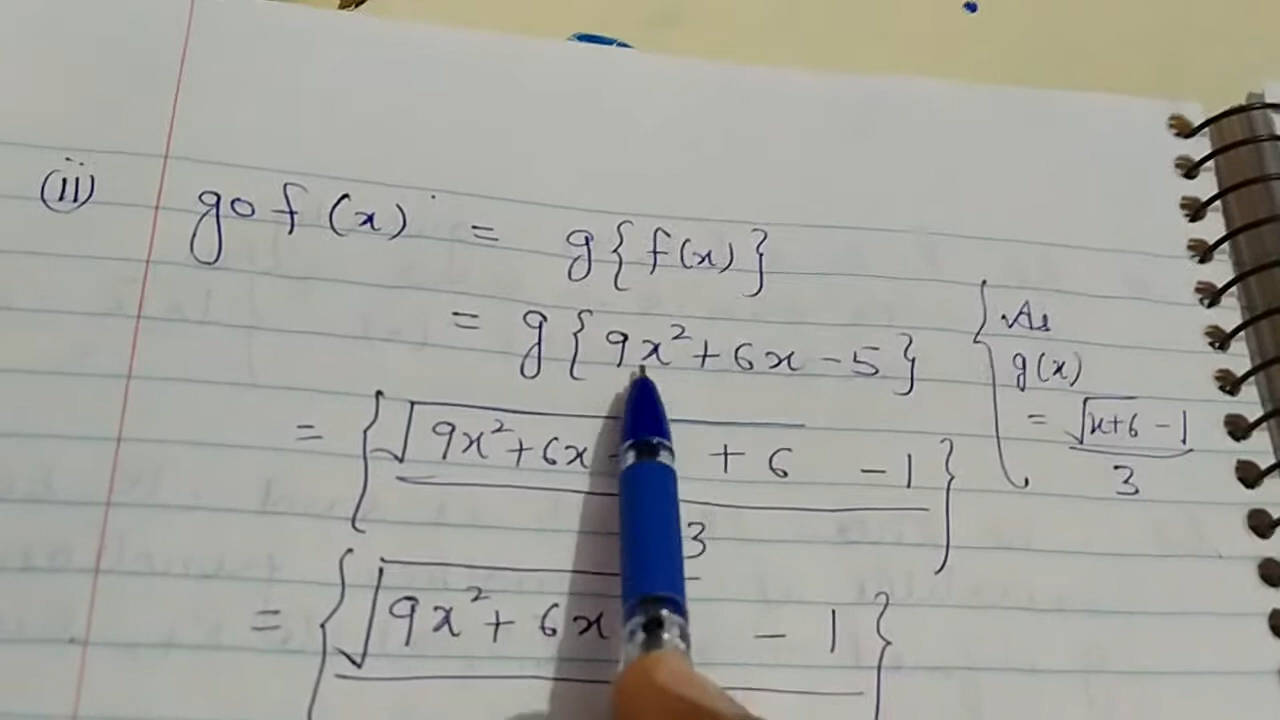 (ii) gof(x) = g{f(x)}
= g{9x²+6x-5}
= {√9x²+6x + 6 - 1
3}
= {√9x²+6x - 1}
{As
g(x)
= √x+6 - 1
3